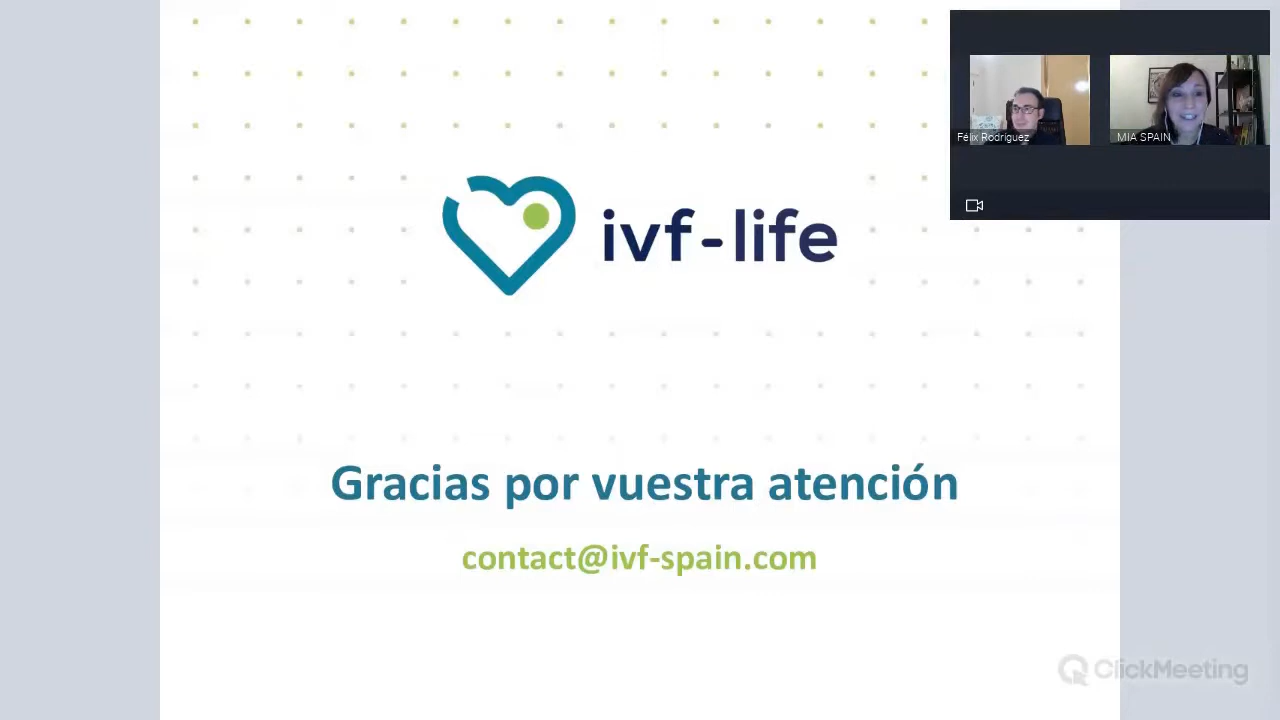 Félix Rodríguez
MIA SPAIN
ivf-life
Gracias por vuestra atención
contact@ivf-spain.com
ClickMeeting